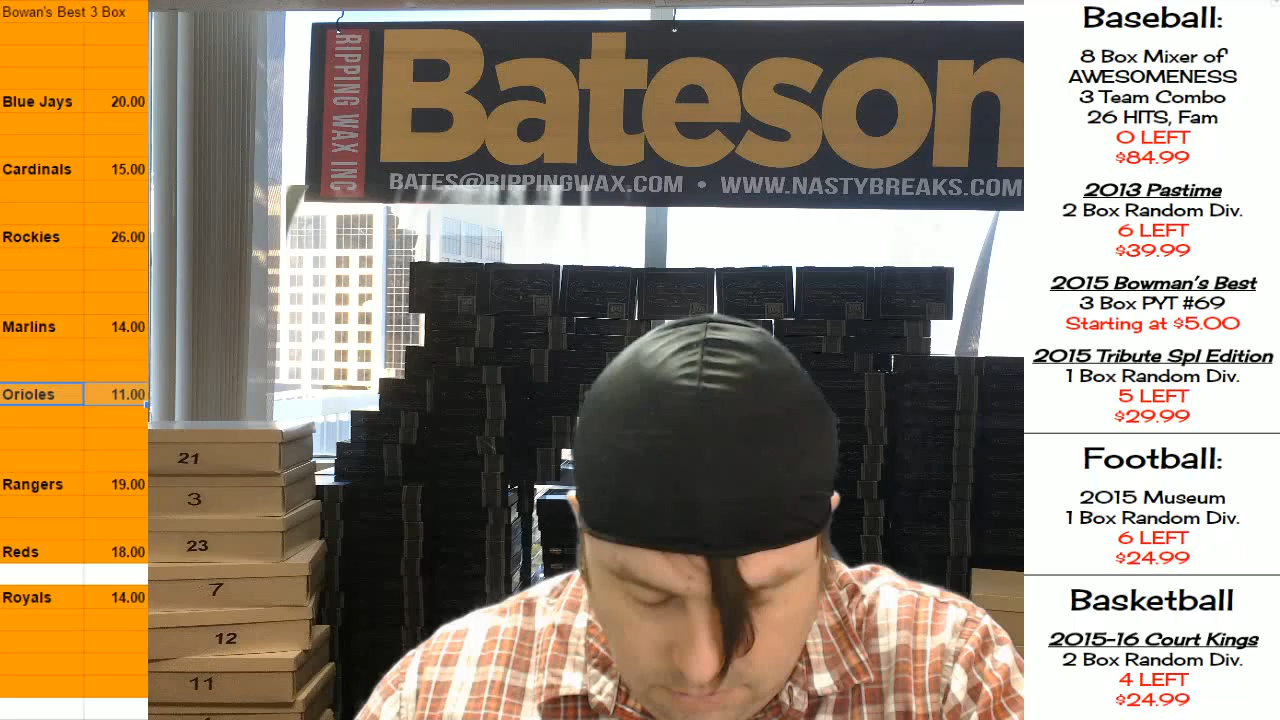 Bowan's Best 3 Box
Blue Jays 20.00
Cardinals 15.00
Rockies 26.00
Marlins 14.00
Orioles 11.00
Rangers 19.00
Reds 18.00
Royals 14.00
RIPPING WAX INC
Bateson
BATES@RIPPINGWAX.COM • WWW.NASTYBREAKS.COM
21
3
23
7
12
11
Baseball:
8 Box Mixer of
AWESOMENESS
3 Team Combo
26 HITS, Fam
0 LEFT
$84.99
2013 Pastime
2 Box Random Div.
6 LEFT
$39.99
2015 Bowman's Best
3 Box PYT #69
Starting at $5.00
2015 Tribute Spl Edition
1 Box Random Div.
5 LEFT
$29.99
Football:
2015 Museum
1 Box Random Div.
6 LEFT
$24.99
Basketball
2015-16 Court Kings
2 Box Random Div.
4 LEFT
$24.99